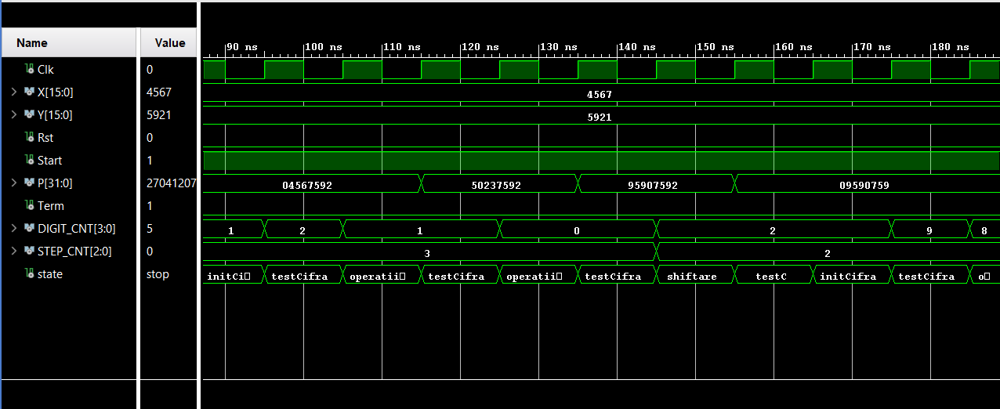 Name Value
90 ns 100 ns 110 ns 120 ns 130 ns 140 ns 150 ns 160 ns 170 ns 180 ns
Clk 0
X[15:0] 4567 4567
Y[15:0] 5921 5921
Rst 0
Start 1
P[31:0] 27041207 04567592 50237592 95907592 09590759
Term 1
DIGIT_CNT[3:0] 5 1 2 1 0 2 9 8
STEP_CNT[2:0] 0 3 2
state stop initCi testCifra operatii testCifra operatii testCifra shiftare testC initCifra testCifra o